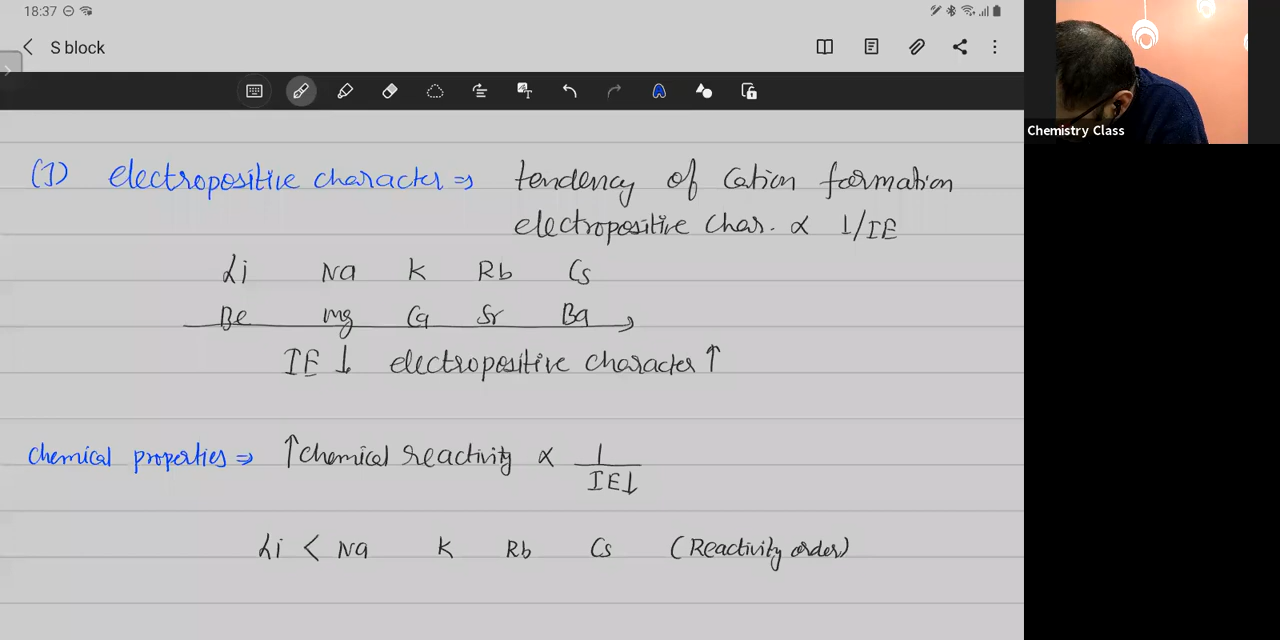 18:37
S block
Chemistry Class
(I) electropositive character ⇒ tendency of Cation formation
electropositive Char. ∝ 1/IE
Li Na K Rb Cs
Be Mg Ca Sr Ba
IE ↓ electropositive character ↑
Chemical properties ⇒ ↑ Chemical reactivity ∝ 1
IE↓
Li < Na K Rb Cs (Reactivity order)